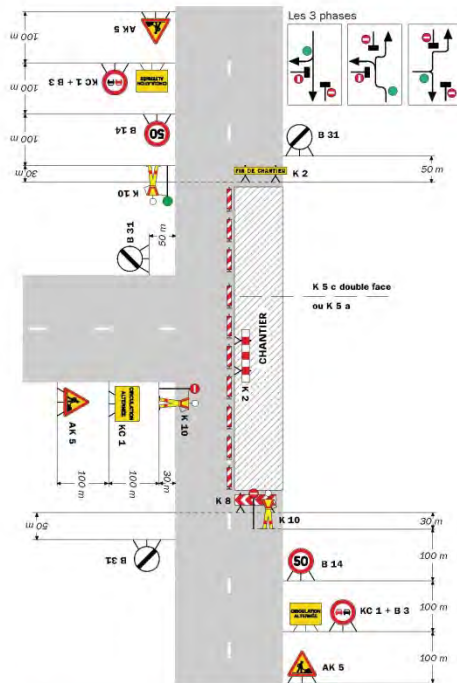 Les 3 phases
100 m
AK 5
100 m
KC 1 + B 3
CIRCULATION
ALTERNÉE
100 m
B 14
50
30 m
K 10
B 31
50 m
B 31
FIN DE CHANTIER
K 2
50 m
K 5 c double face
ou K 5 a
CHANTIER
K 2
AK 5
KC 1
CIRCULATION
ALTERNÉE
K 10
100 m
100 m
30 m
K 8
K 10
30 m
50 m
B 31
50
B 14
100 m
CIRCULATION
ALTERNÉE
KC 1 + B 3
100 m
AK 5
100 m